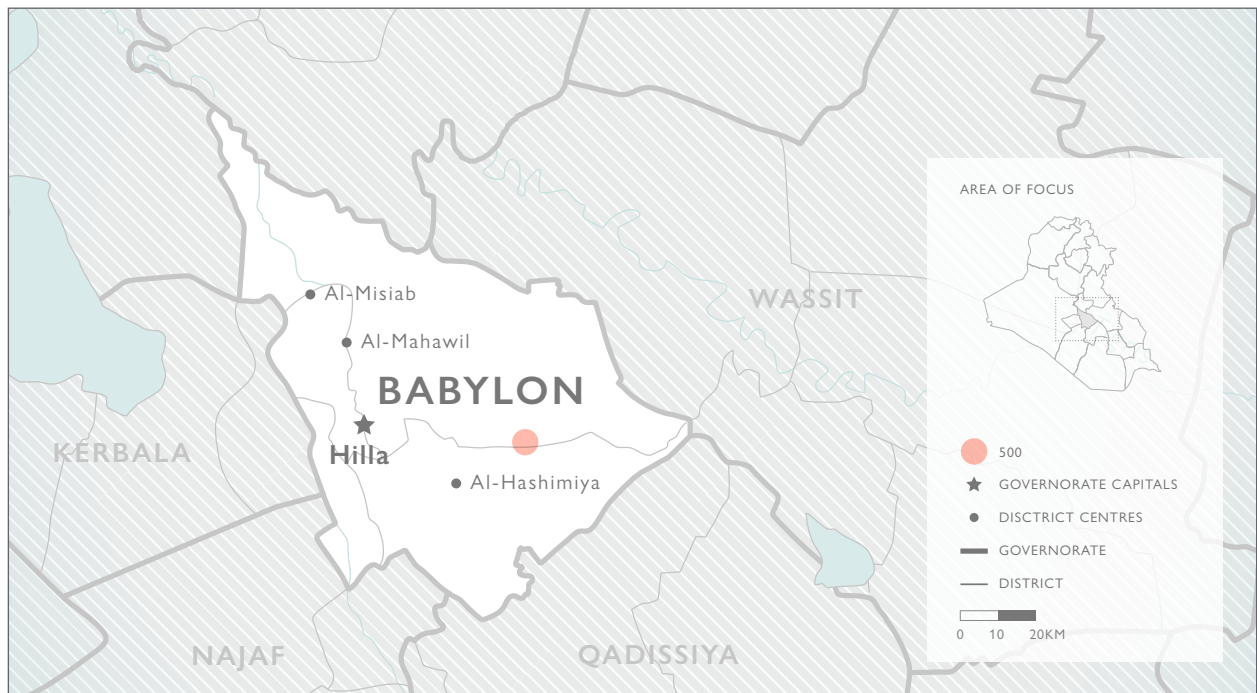 AREA OF FOCUS
Al-Misiab
WASSIT
Al-Mahawil
BABYLON
KERBALA
Hilla
500
Al-Hashimiya
GOVERNORATE CAPITALS
DISCTRICT CENTRES
GOVERNORATE
DISTRICT
0 10 20KM
NAJAF
QADISSIYA